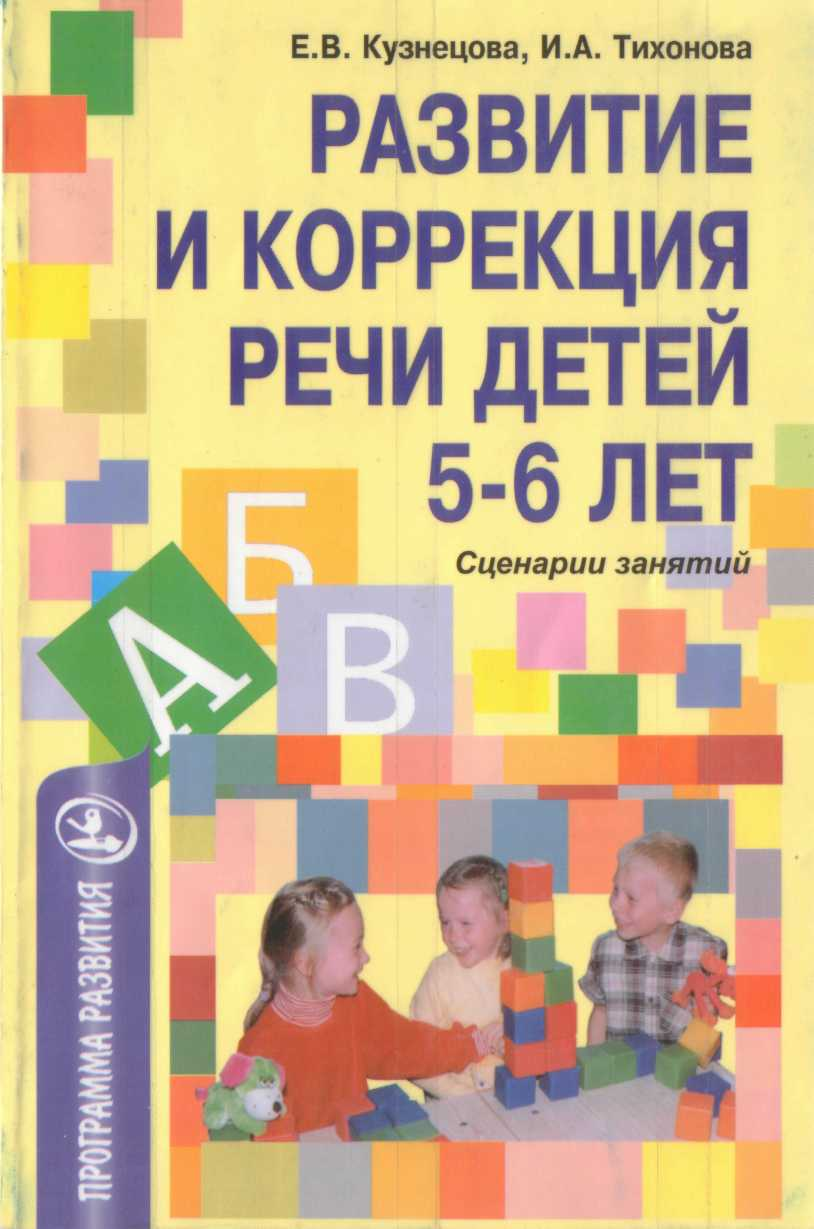 Е.В. Кузнецова, И.А. Тихонова
РАЗВИТИЕ
И КОРРЕКЦИЯ
РЕЧИ ДЕТЕЙ
5-6 ЛЕТ
Сценарии занятий
Б
А
В
ПРОГРАММА РАЗВИТИЯ